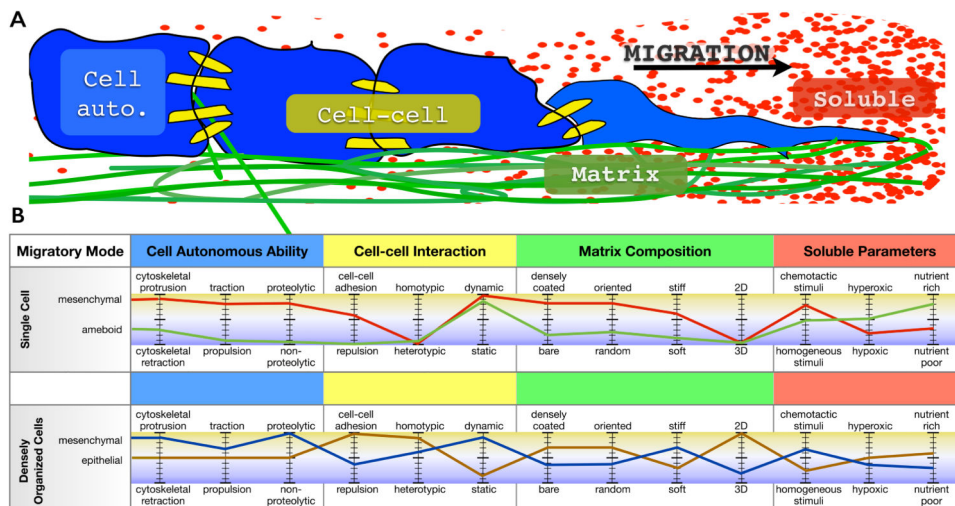 A
Cell
auto.
Cell-cell
MIGRATION
Soluble
Matrix
B
Migratory Mode
Cell Autonomous Ability
Cell-cell Interaction
Matrix Composition
Soluble Parameters
Single Cell
mesenchymal
ameboid
cytoskeletal
protrusion
traction
proteolytic
cell-cell
adhesion
homotypic
dynamic
densely
coated
oriented
stiff
2D
chemotactic
stimuli
hyperoxic
nutrient
rich
cytoskeletal
retraction
propulsion
non-
proteolytic
repulsion
heterotypic
static
bare
random
soft
3D
homogeneous
stimuli
hypoxic
nutrient
poor
Densely
Organized Cells
mesenchymal
epithelial
cytoskeletal
protrusion
traction
proteolytic
cell-cell
adhesion
homotypic
dynamic
densely
coated
oriented
stiff
2D
chemotactic
stimuli
hyperoxic
nutrient
rich
cytoskeletal
retraction
propulsion
non-
proteolytic
repulsion
heterotypic
static
bare
random
soft
3D
homogeneous
stimuli
hypoxic
nutrient
poor